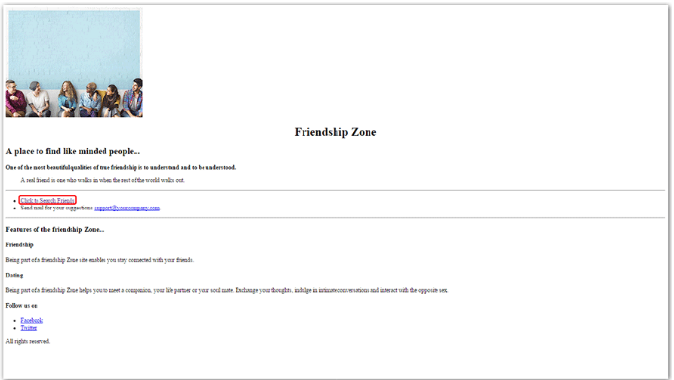 Friendship Zone
A place to find like minded people...
One of the most beautifulqualities of true friendship is to understand and to be understood.
A real friend is one who walks in when the rest of the world walks out.
Click to Search Friends
Send mail for your suggestions support@yourcompany.com.
Features of the friendship Zone...
Friendship
Being part of a friendship Zone site enables you stay connected with your friends.
Dating
Being part of a friendship Zone helps you to meet a companion, your life partner or your soul mate. Exchange your thoughts, indulge in intimateconversations and interact with the opposite sex.
Follow us on
Facebook
Twitter
All rights reserved.